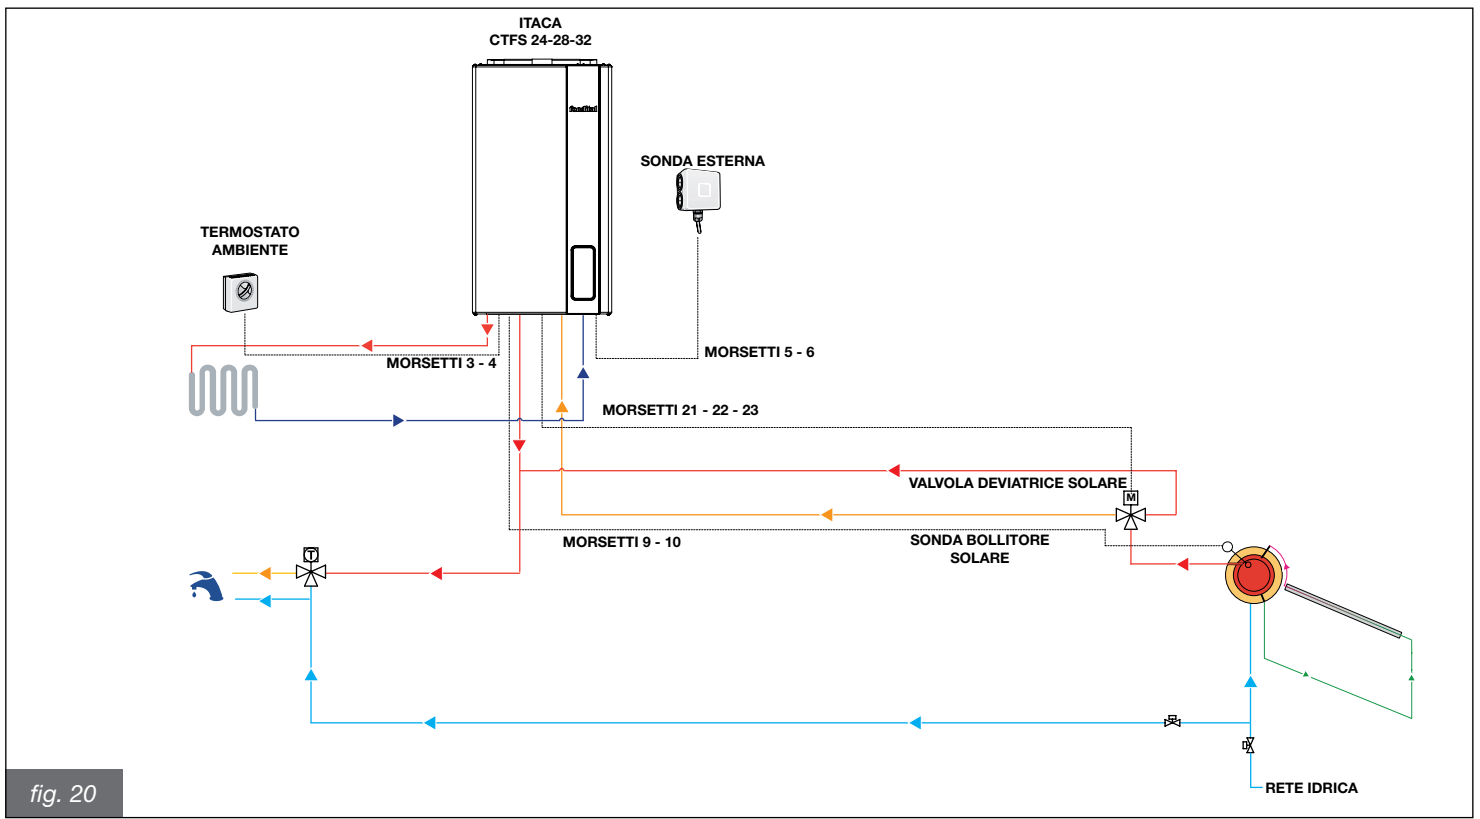 ITACA
CTFS 24-28-32
fondital
SONDA ESTERNA
TERMOSTATO
AMBIENTE
MORSETTI 5 - 6
MORSETTI 3 - 4
MORSETTI 21 - 22 - 23
VALVOLA DEVIATRICE SOLARE
M
MORSETTI 9 - 10
SONDA BOLLITORE
SOLARE
T
RETE IDRICA
fig. 20